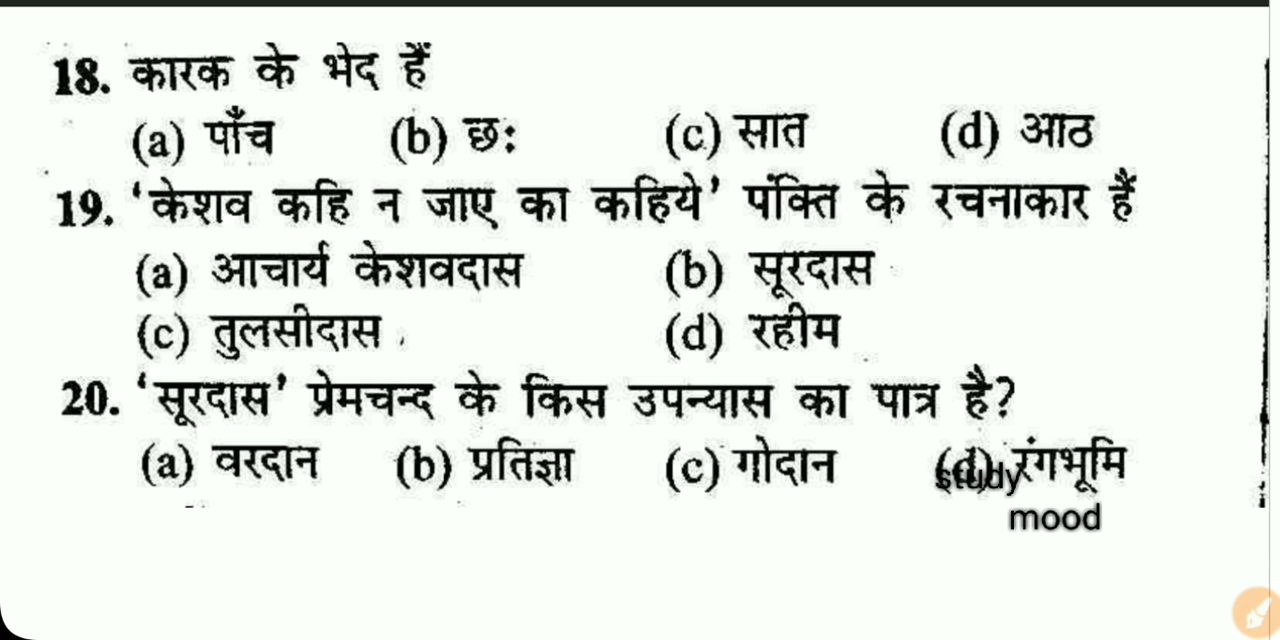 18. कारक के भेद हैं
(a) पाँच (b) छः (c) सात (d) आठ
19. 'केशव कहि न जाए का कहिये' पंक्ति के रचनाकार हैं
(a) आचार्य केशवदास (b) सूरदास
(c) तुलसीदास (d) रहीम
20. 'सूरदास' प्रेमचन्द के किस उपन्यास का पात्र है?
(a) वरदान (b) प्रतिज्ञा (c) गोदान (d) रंगभूमि
study
mood